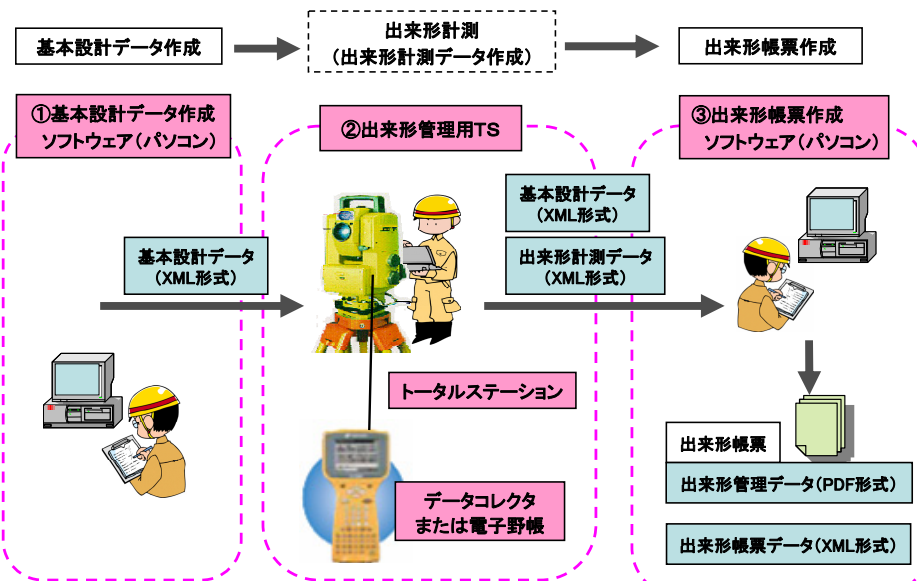 基本設計データ作成
出来形計測
(出来形計測データ作成)
出来形帳票作成
①基本設計データ作成
ソフトウェア(パソコン)
②出来形管理用TS
③出来形帳票作成
ソフトウェア(パソコン)
基本設計データ
(XML形式)
基本設計データ
(XML形式)
出来形計測データ
(XML形式)
トータルステーション
データコレクタ
または電子野帳
出来形帳票
出来形管理データ(PDF形式)
出来形帳票データ(XML形式)